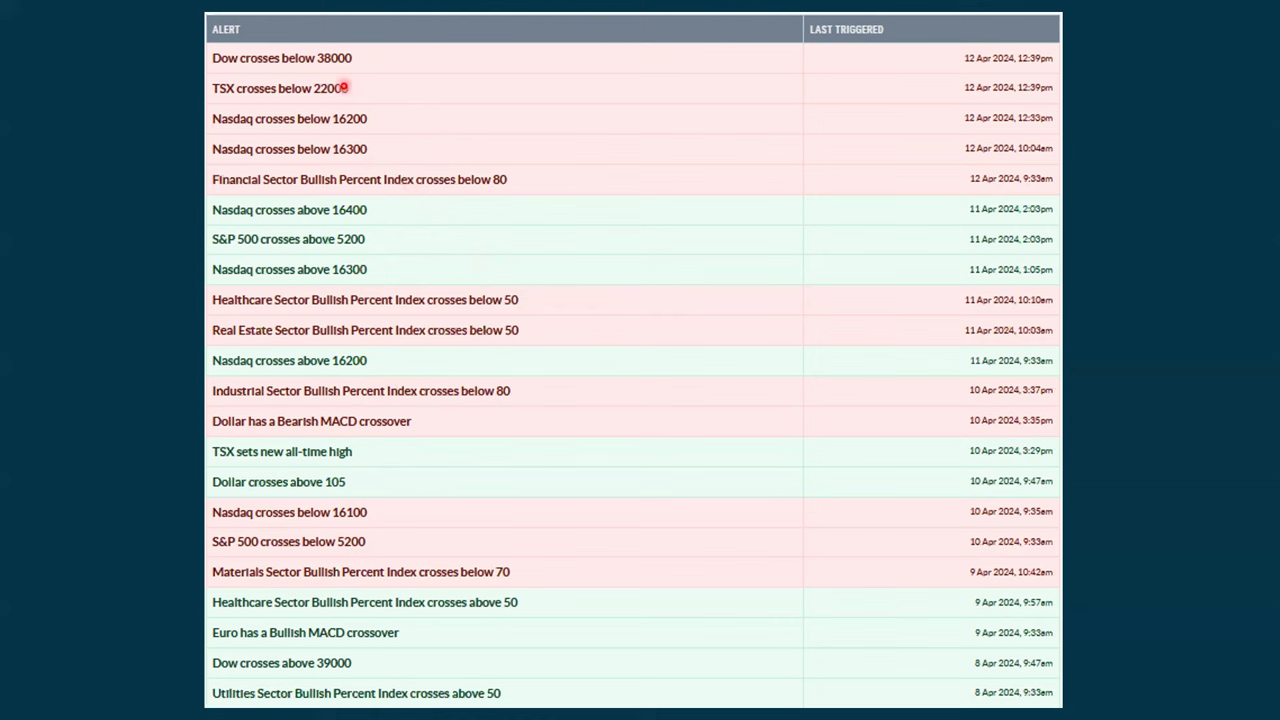 ALERT LAST TRIGGERED
Dow crosses below 38000 12 Apr 2024, 12:39pm
TSX crosses below 22000 12 Apr 2024, 12:39pm
Nasdaq crosses below 16200 12 Apr 2024, 12:33pm
Nasdaq crosses below 16300 12 Apr 2024, 10:04am
Financial Sector Bullish Percent Index crosses below 80 12 Apr 2024, 9:33am
Nasdaq crosses above 16400 11 Apr 2024, 2:03pm
S&P 500 crosses above 5200 11 Apr 2024, 2:03pm
Nasdaq crosses above 16300 11 Apr 2024, 1:05pm
Healthcare Sector Bullish Percent Index crosses below 50 11 Apr 2024, 10:10am
Real Estate Sector Bullish Percent Index crosses below 50 11 Apr 2024, 10:03am
Nasdaq crosses above 16200 11 Apr 2024, 9:33am
Industrial Sector Bullish Percent Index crosses below 80 10 Apr 2024, 3:37pm
Dollar has a Bearish MACD crossover 10 Apr 2024, 3:35pm
TSX sets new all-time high 10 Apr 2024, 3:29pm
Dollar crosses above 105 10 Apr 2024, 9:47am
Nasdaq crosses below 16100 10 Apr 2024, 9:35am
S&P 500 crosses below 5200 10 Apr 2024, 9:33am
Materials Sector Bullish Percent Index crosses below 70 9 Apr 2024, 10:42am
Healthcare Sector Bullish Percent Index crosses above 50 9 Apr 2024, 9:57am
Euro has a Bullish MACD crossover 9 Apr 2024, 9:33am
Dow crosses above 39000 8 Apr 2024, 9:47am
Utilities Sector Bullish Percent Index crosses above 50 8 Apr 2024, 9:33am